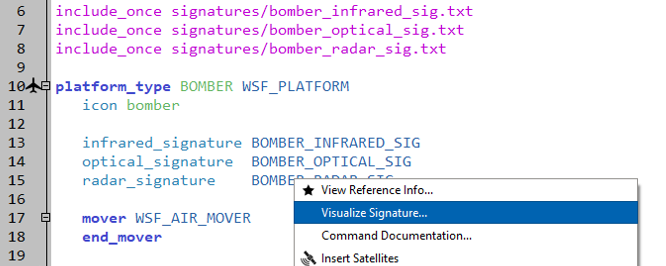 6 include_once signatures/bomber_infrared_sig.txt
7 include_once signatures/bomber_optical_sig.txt
8 include_once signatures/bomber_radar_sig.txt
9
10 platform_type BOMBER WSF_PLATFORM
11 icon bomber
12
13 infrared_signature BOMBER_INFRARED_SIG
14 optical_signature BOMBER_OPTICAL_SIG
15 radar_signature BOMBER_RADAR_SIG
16
17 mover WSF_AIR_MOVER
18 end_mover
19
View Reference Info...
Visualize Signature...
Command Documentation...
Insert Satellites